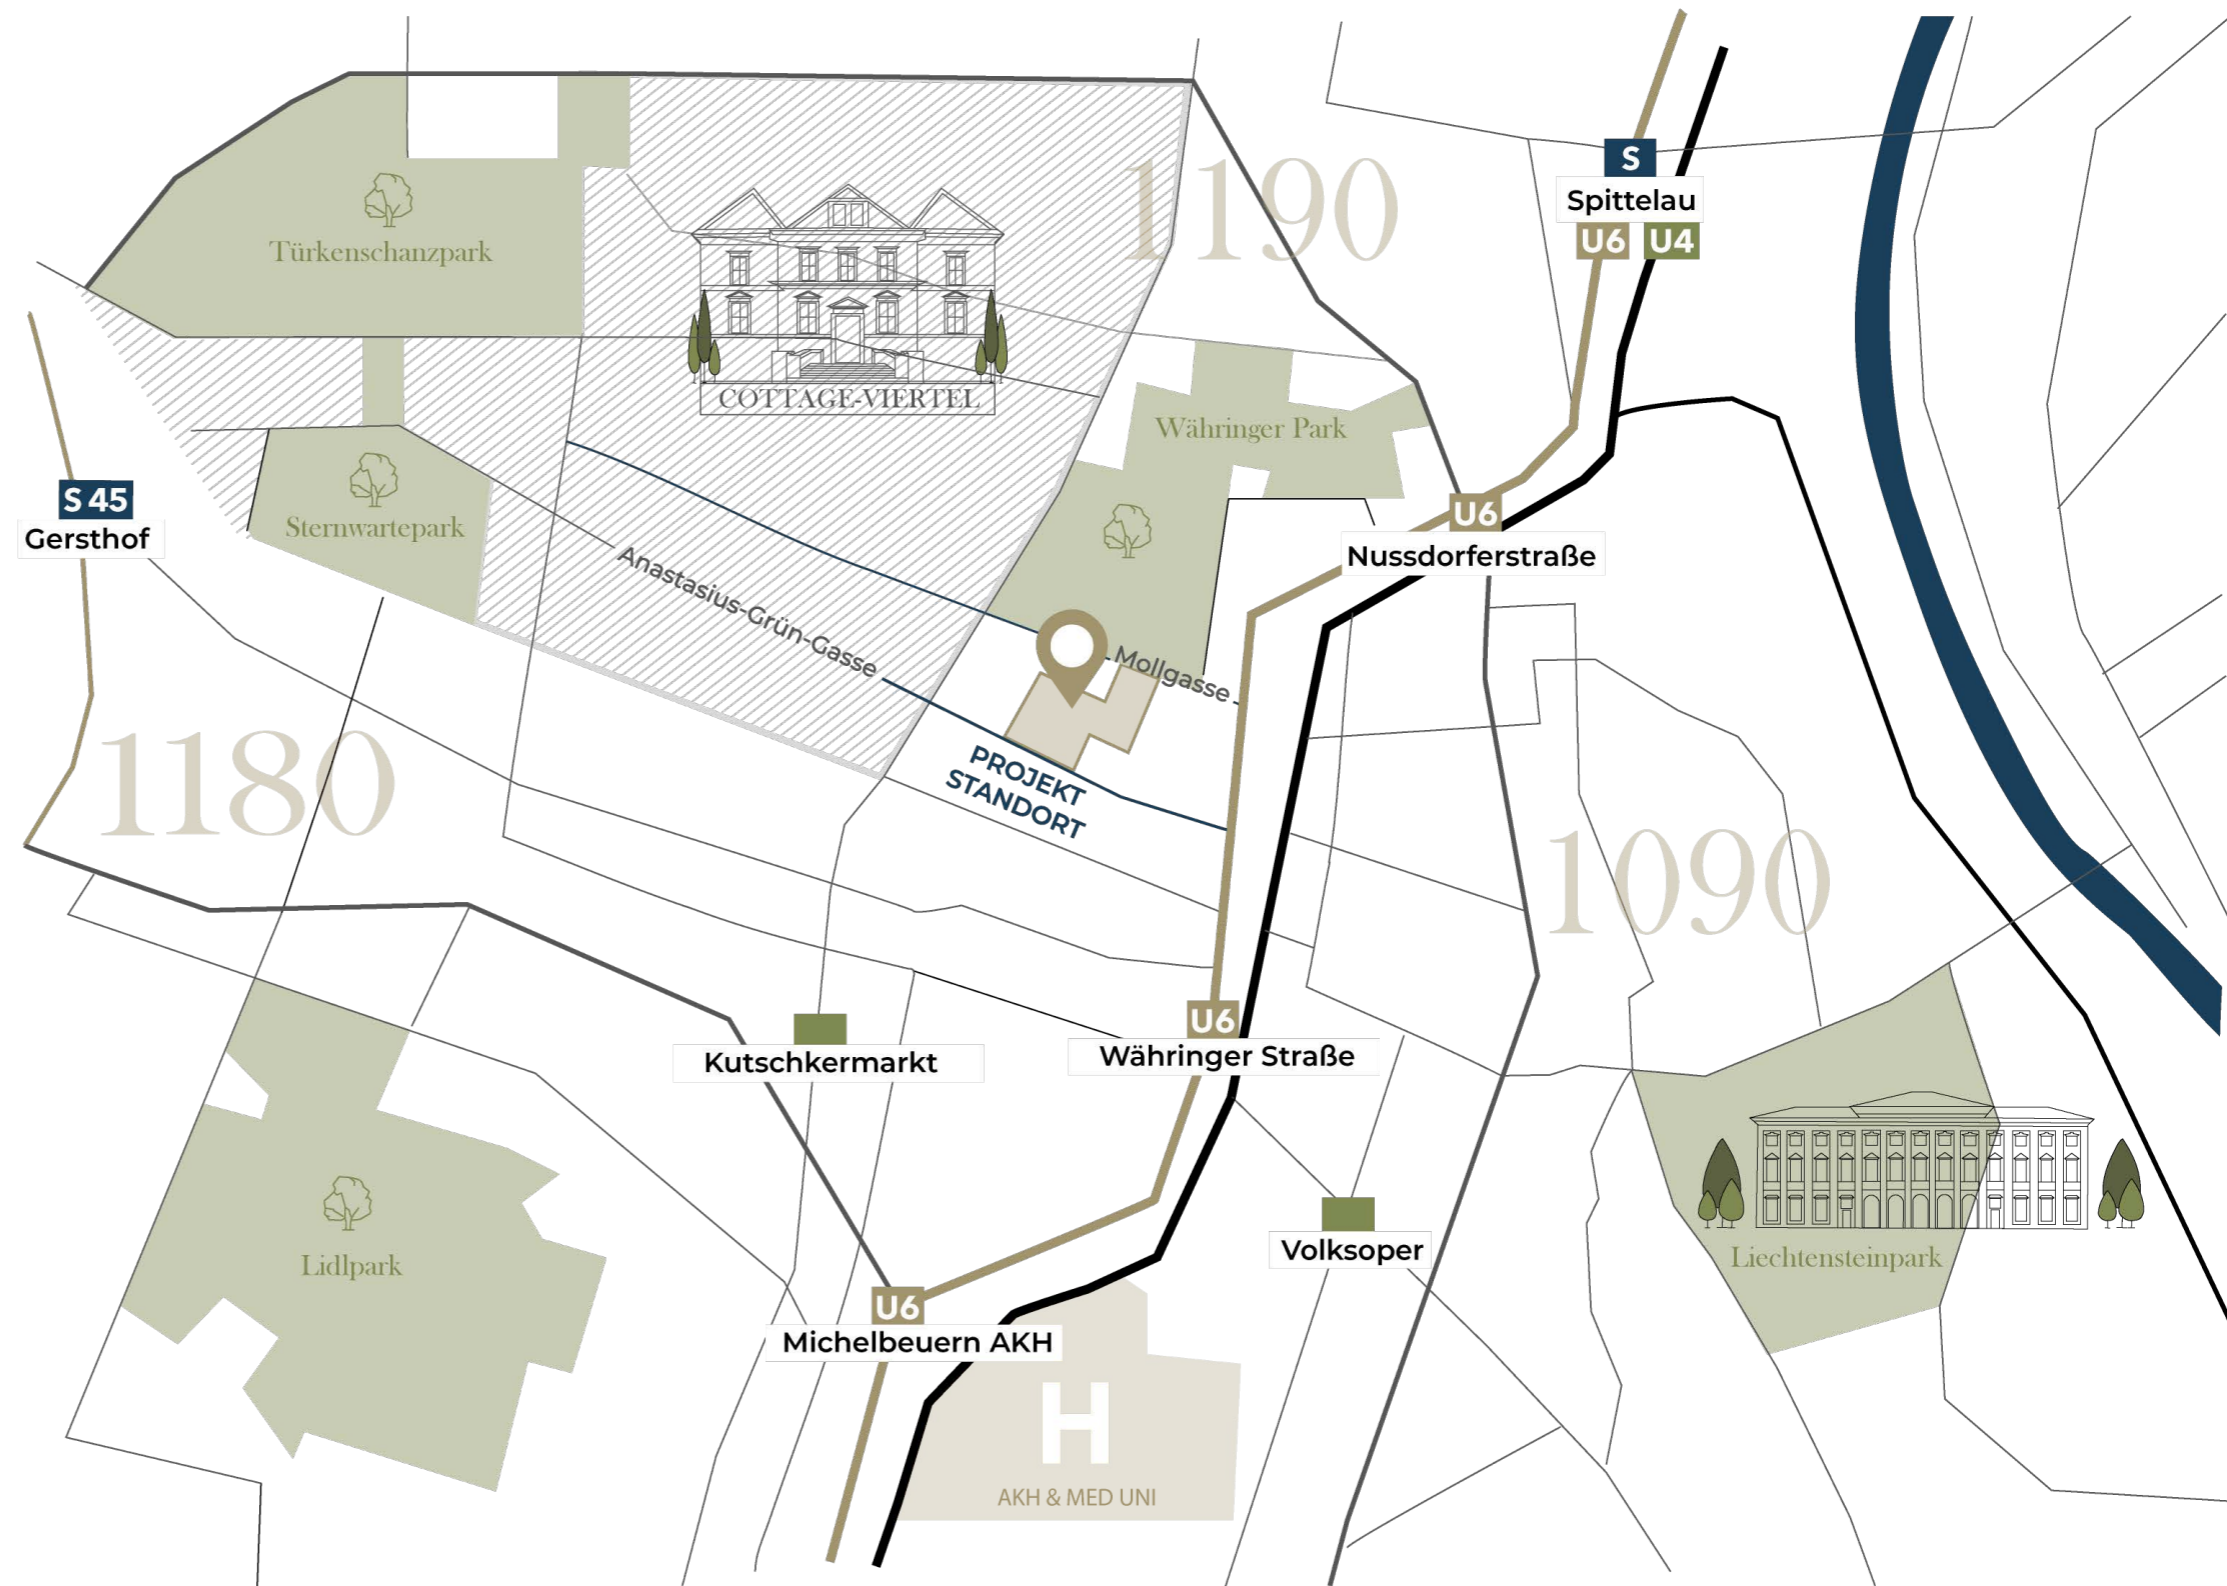 1190
S
Spittelau
U6 U4
Türkenschanzpark
COTTAGE-VIERTEL
Währinger Park
S 45
Gersthof
Sternwartepark
U6
Nussdorferstraße
Anastasius-Grün-Gasse
Mollgasse
PROJEKT
STANDORT
1180
1090
U6
Währinger Straße
Kutschkermarkt
Lidlpark
Volksoper
Liechtensteinpark
U6
Michelbeuern AKH
H
AKH & MED UNI